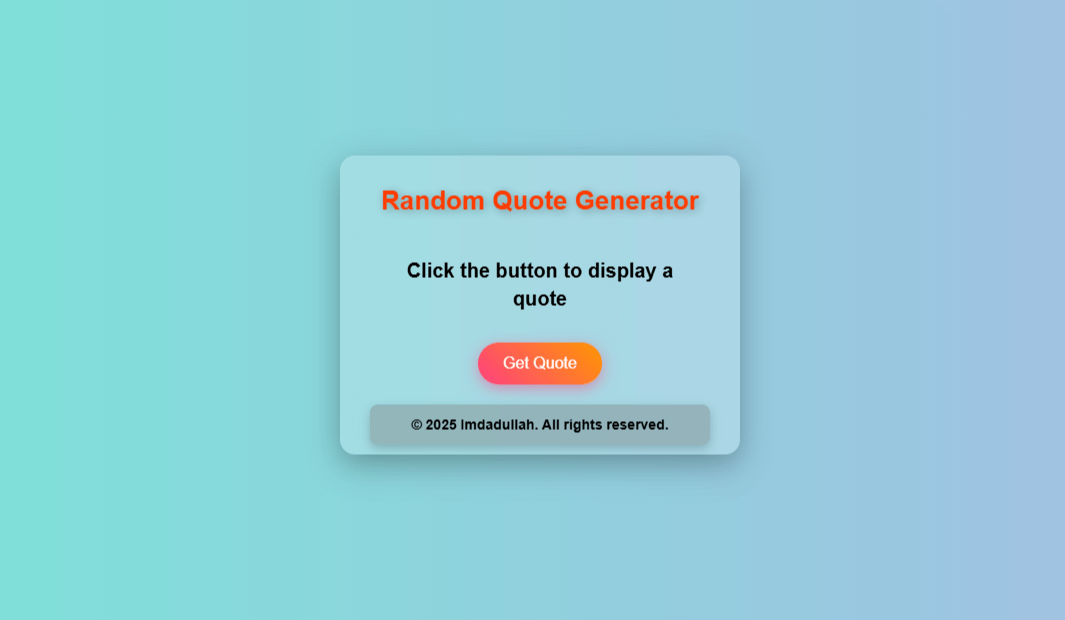 Random Quote Generator
Click the button to display a
quote
Get Quote
© 2025 Imdadullah. All rights reserved.